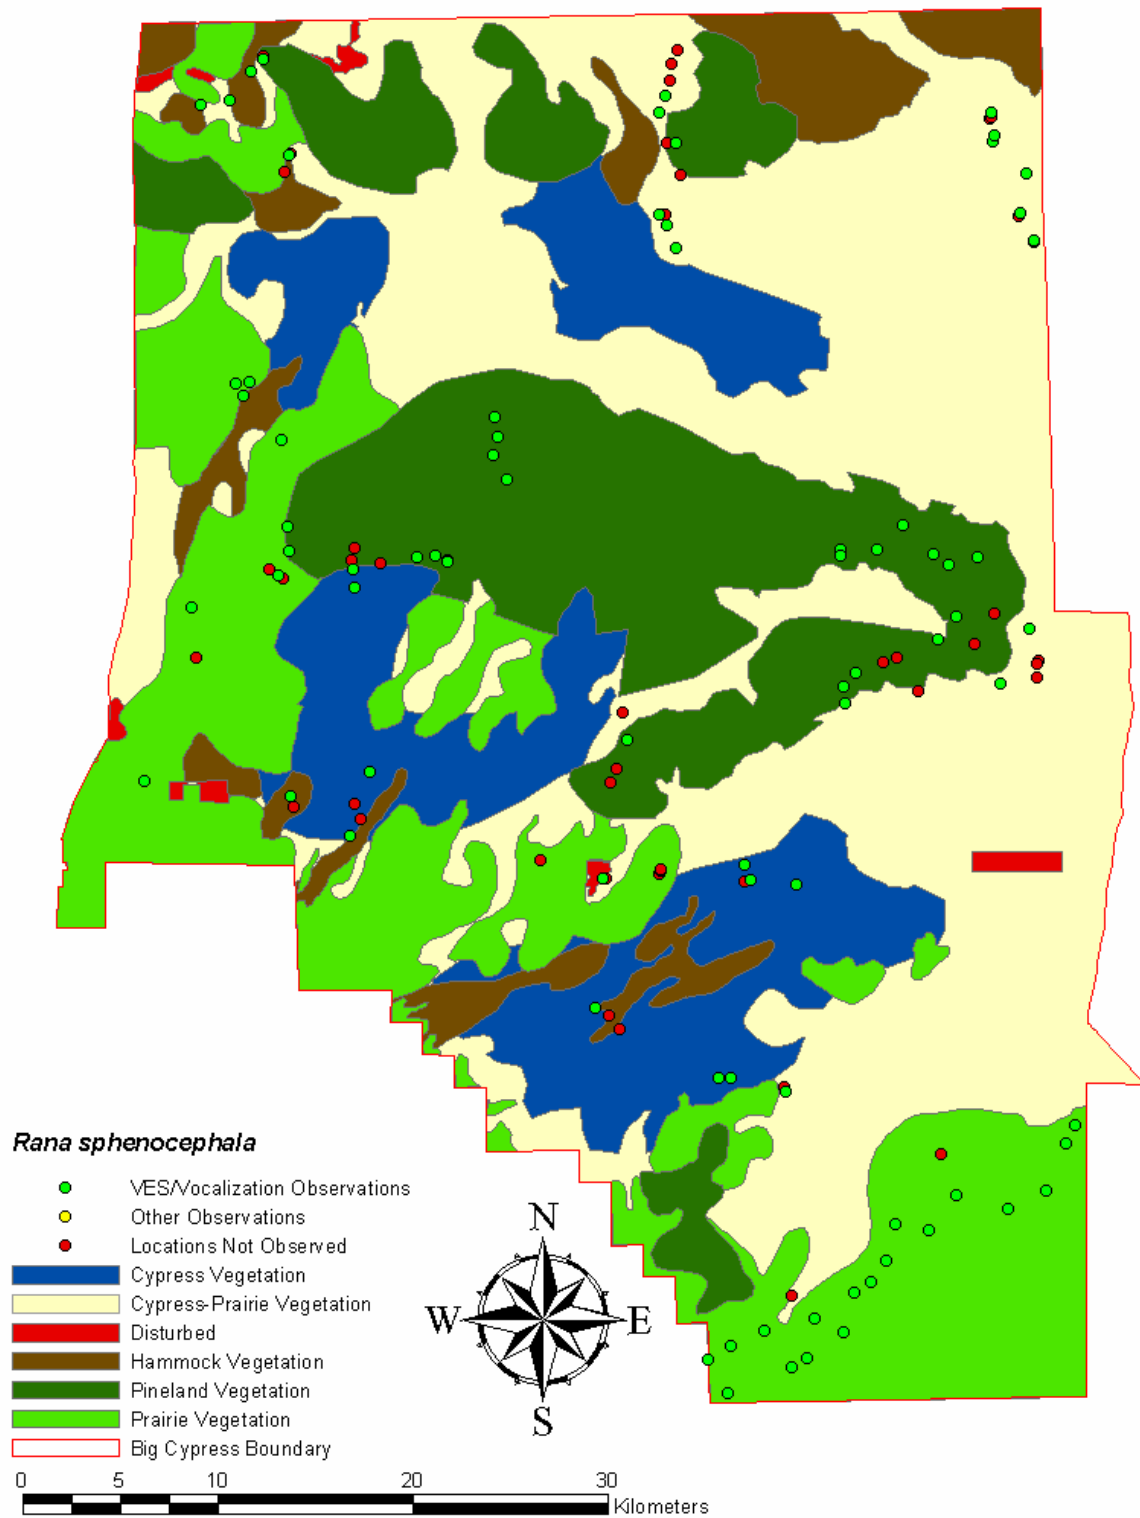 Rana sphenocephala
VES/Vocalization Observations
Other Observations
Locations Not Observed
Cypress Vegetation
Cypress-Prairie Vegetation
Disturbed
Hammock Vegetation
Pineland Vegetation
Prairie Vegetation
Big Cypress Boundary
N
W E
S
0 5 10 20 30
Kilometers